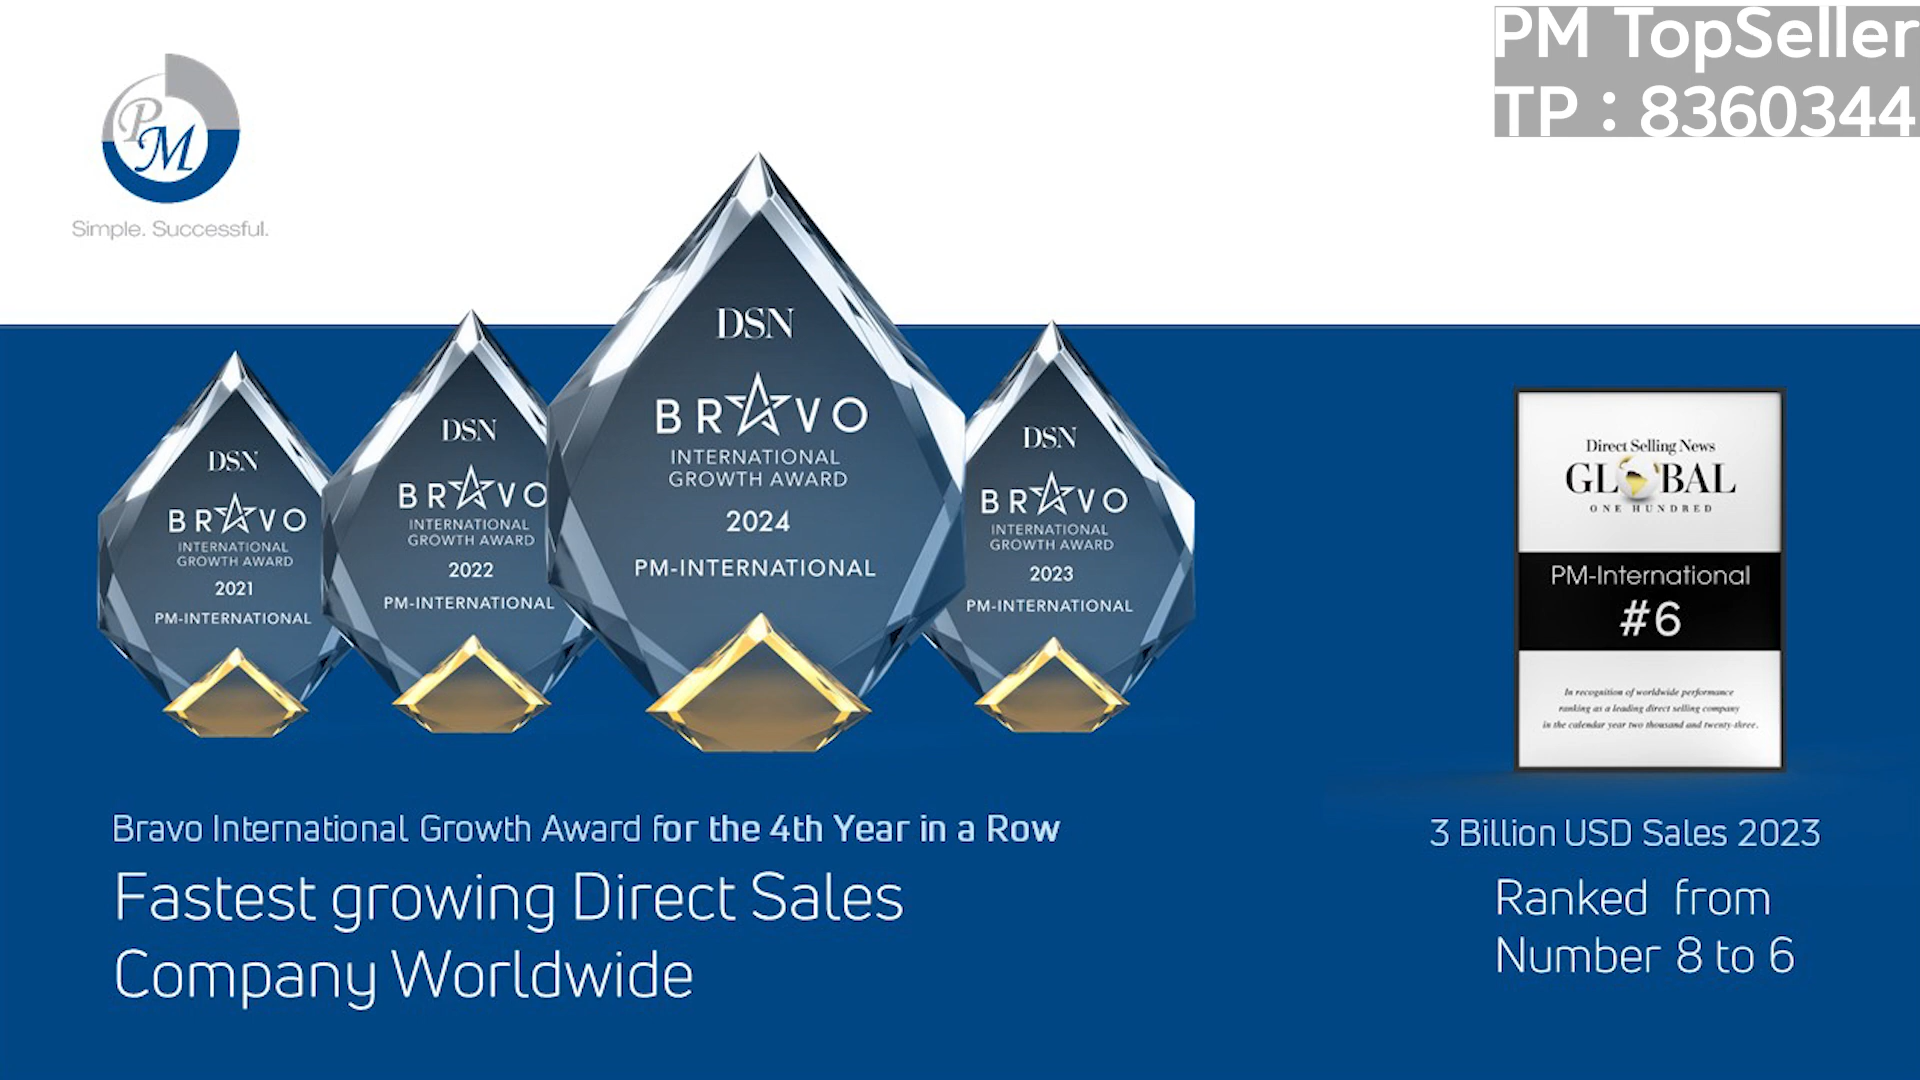 PM TopSeller
TP : 8360344
PM
Simple. Successful.
DSN
BRAVO
INTERNATIONAL
GROWTH AWARD
2021
PM-INTERNATIONAL
DSN
BRAVO
INTERNATIONAL
GROWTH AWARD
2022
PM-INTERNATIONAL
DSN
BRAVO
INTERNATIONAL
GROWTH AWARD
2024
PM-INTERNATIONAL
DSN
BRAVO
INTERNATIONAL
GROWTH AWARD
2023
PM-INTERNATIONAL
Direct Selling News
GLOBAL
ONE HUNDRED
PM-International
#6
In recognition of worldwide performance
ranking as a leading direct selling company
in the calendar year two thousand and twenty-three.
Bravo International Growth Award for the 4th Year in a Row
Fastest growing Direct Sales
Company Worldwide
3 Billion USD Sales 2023
Ranked from
Number 8 to 6